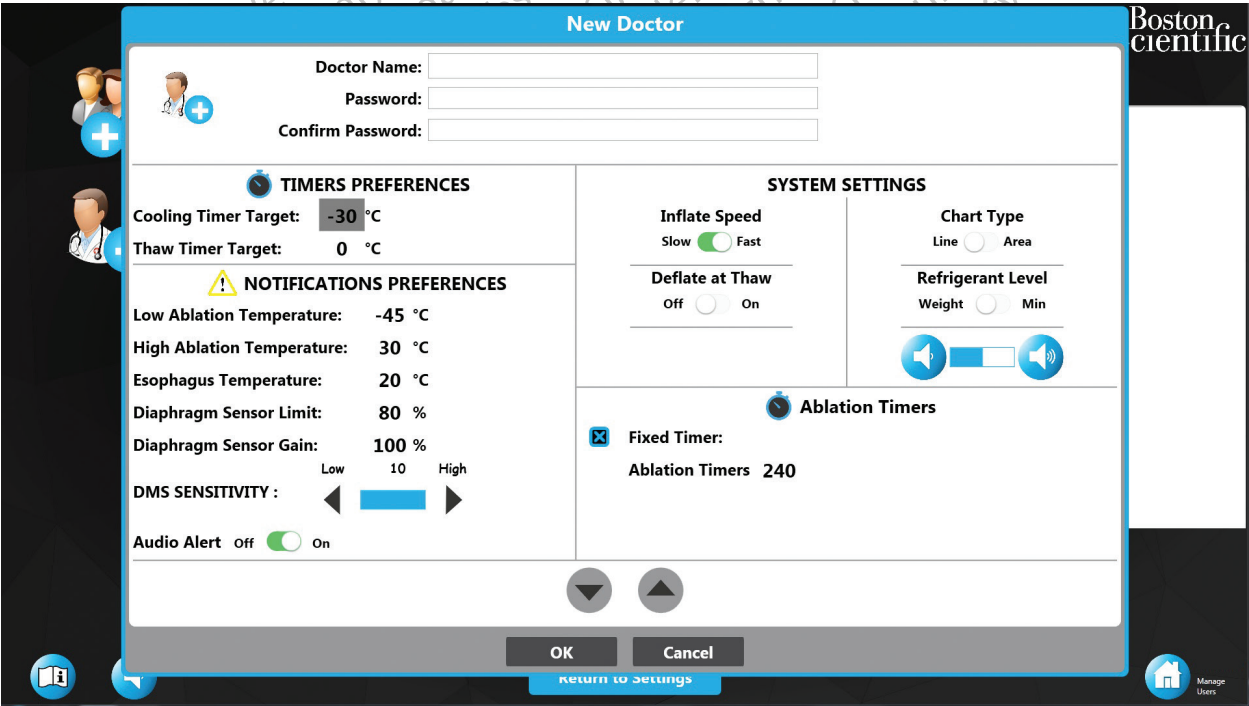 New Doctor
Boston
cientific
Doctor Name:
Password:
Confirm Password:
TIMERS PREFERENCES
Cooling Timer Target: -30 °C
Thaw Timer Target: 0 °C
NOTIFICATIONS PREFERENCES
Low Ablation Temperature: -45 °C
High Ablation Temperature: 30 °C
Esophagus Temperature: 20 °C
Diaphragm Sensor Limit: 80 %
Diaphragm Sensor Gain: 100 %
Low 10 High
DMS SENSITIVITY :
Audio Alert Off On
SYSTEM SETTINGS
Inflate Speed
Slow Fast
Deflate at Thaw
Off On
Chart Type
Line Area
Refrigerant Level
Weight Min
Ablation Timers
Fixed Timer:
Ablation Timers 240
OK Cancel
Return to Settings
Manage
Users